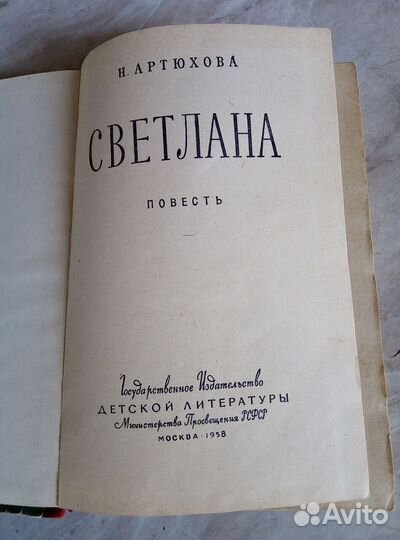 Н. АРТЮХОВА
СВЕТЛАНА
ПОВЕСТЬ
Государственное Издательство
ДЕТСКОЙ ЛИТЕРАТУРЫ
Министерства Просвещения РСФСР
МОСКВА · 1958
Avito